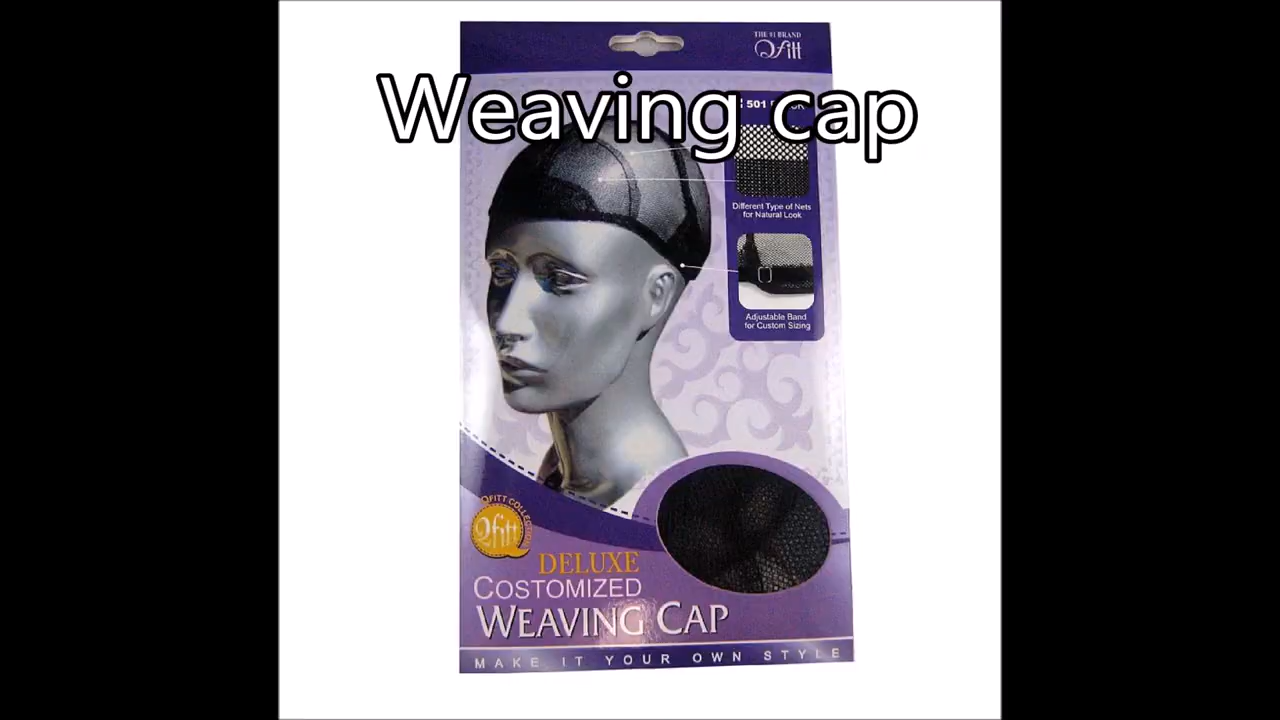 THE #1 BRAND
Qfitt
Weaving cap
501
Different Type of Nets
for Natural Look
Adjustable Band
for Custom Sizing
QFITT COLLECTION
Qfitt
DELUXE
COSTOMIZED
WEAVING CAP
MAKE IT YOUR OWN STYLE